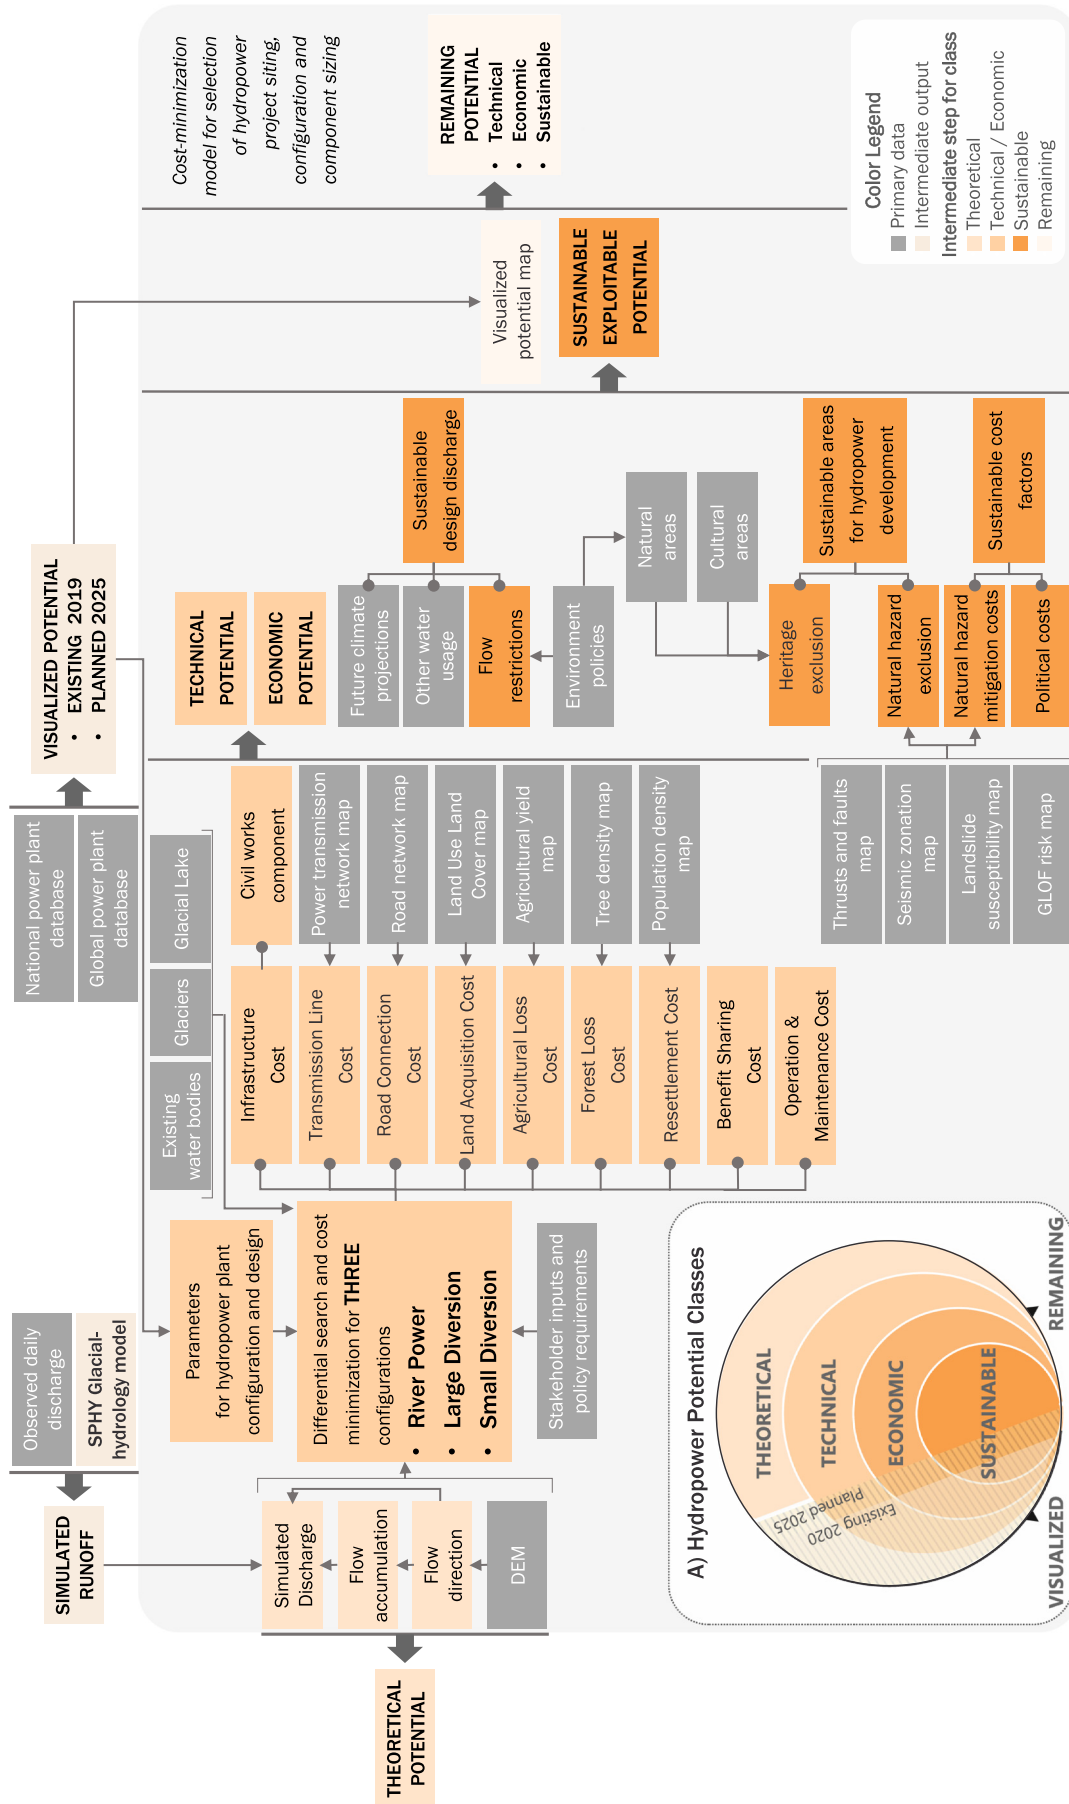 Observed daily
discharge
SPHY Glacial-
hydrology model
SIMULATED
RUNOFF
National power plant
database
Global power plant
database
VISUALIZED POTENTIAL
• EXISTING 2019
• PLANNED 2025
Cost-minimization
model for selection
of hydropower
project siting,
configuration and
component sizing
Existing
water bodies
Glaciers
Glacial Lake
Parameters
for hydropower plant
configuration and design
Differential search and cost
minimization for THREE
configurations
• River Power
• Large Diversion
• Small Diversion
Stakeholder inputs and
policy requirements
Simulated
Discharge
Flow
accumulation
Flow
direction
DEM
THEORETICAL
POTENTIAL
Infrastructure
Cost
Transmission Line
Cost
Road Connection
Cost
Land Acquisition Cost
Agricultural Loss
Cost
Forest Loss
Cost
Resettlement Cost
Benefit Sharing
Cost
Operation &
Maintenance Cost
Civil works
component
Power transmission
network map
Road network map
Land Use Land
Cover map
Agricultural yield
map
Tree density map
Population density
map
TECHNICAL
POTENTIAL
ECONOMIC
POTENTIAL
Future climate
projections
Other water
usage
Flow
restrictions
Sustainable
design discharge
Environment
policies
Natural
areas
Cultural
areas
Heritage
exclusion
Natural hazard
exclusion
Sustainable areas
for hydropower
development
Natural hazard
mitigation costs
Political costs
Sustainable cost
factors
Thrusts and faults
map
Seismic zonation
map
Landslide
susceptibility map
GLOF risk map
Visualized
potential map
SUSTAINABLE
EXPLOITABLE
POTENTIAL
REMAINING
POTENTIAL
• Technical
• Economic
• Sustainable
A) Hydropower Potential Classes
THEORETICAL
TECHNICAL
ECONOMIC
SUSTAINABLE
Planned 2025
Existing 2020
VISUALIZED
REMAINING
Color Legend
Primary data
Intermediate output
Intermediate step for class
Theoretical
Technical / Economic
Sustainable
Remaining